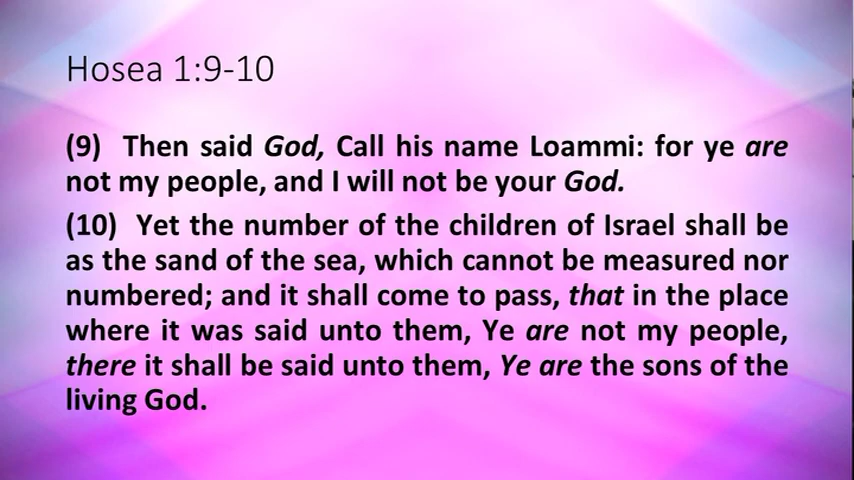 Hosea 1:9-10
(9) Then said God, Call his name Loammi: for ye are
not my people, and I will not be your God.
(10) Yet the number of the children of Israel shall be
as the sand of the sea, which cannot be measured nor
numbered; and it shall come to pass, that in the place
where it was said unto them, Ye are not my people,
there it shall be said unto them, Ye are the sons of the
living God.